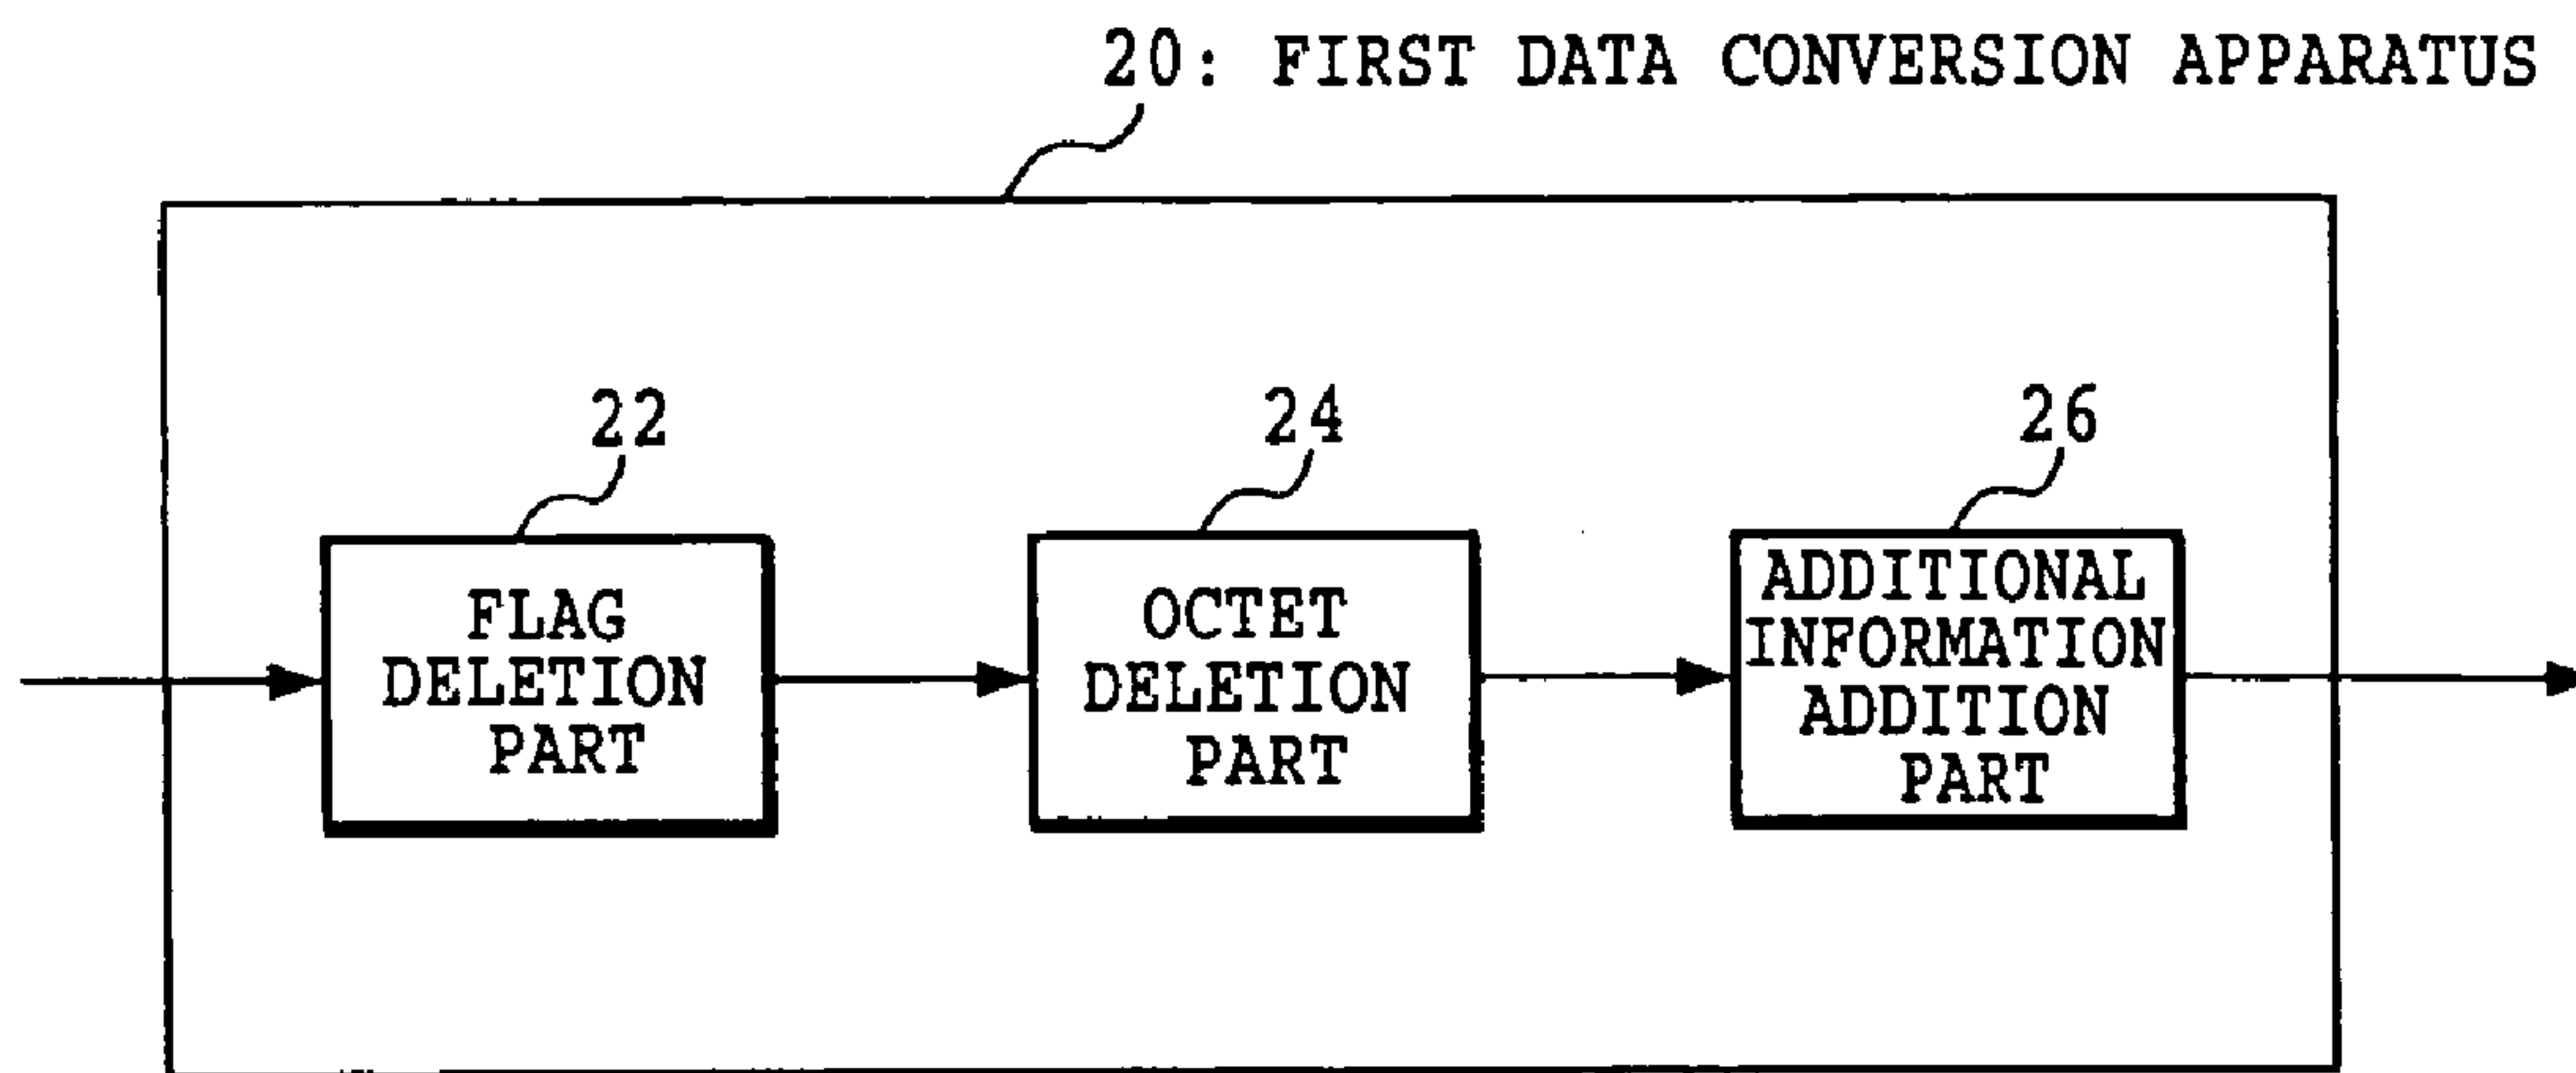 20: FIRST DATA CONVERSION APPARATUS
22
24
26
FLAG
DELETION
PART
OCTET
DELETION
PART
ADDITIONAL
INFORMATION
ADDITION
PART